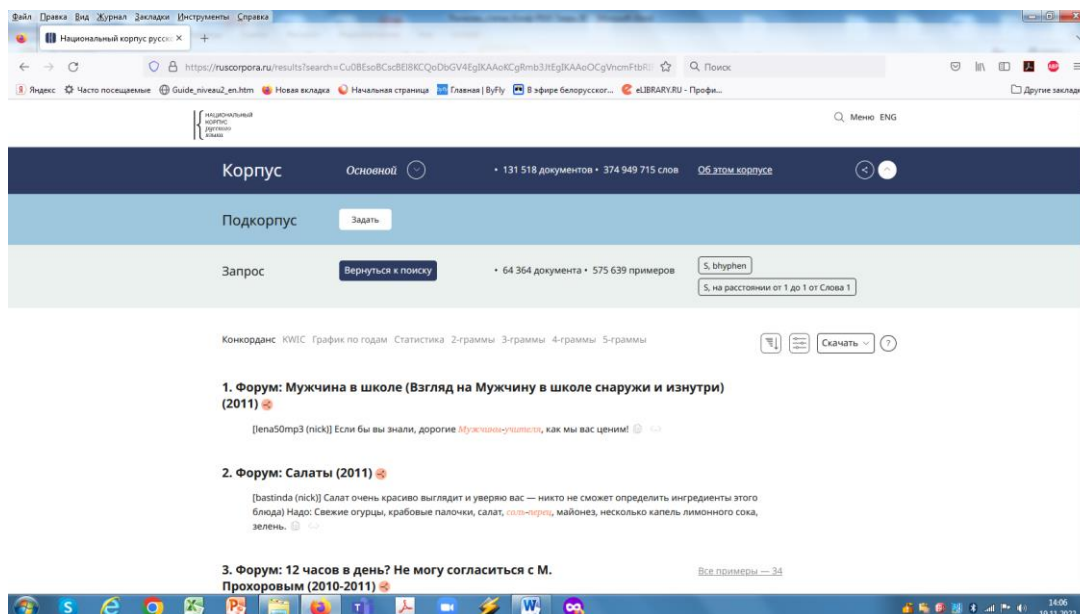 Файл Правка Вид Журнал Закладки Инструменты Справка
Национальный корпус русск ×
https://ruscorpora.ru/results?search= Поиск
Яндекс Часто посещаемые Guide_niveau2_en.htm Новая вкладка Начальная страница Главная | ByFly В эфире белорусског... eLIBRARY.RU - Профи... Другие заклад
НАЦИОНАЛЬНЫЙ
КОРПУС
русского
языка
Меню ENG
Корпус Основной • 131 518 документов • 374 949 715 слов Об этом корпусе
Подкорпус Задать
Запрос Вернуться к поиску • 64 364 документа • 575 639 примеров S, bhyphen
S, на расстоянии от 1 до 1 от Слова 1
Конкорданс KWIC График по годам Статистика 2-граммы 3-граммы 4-граммы 5-граммы Скачать ?
1. Форум: Мужчина в школе (Взгляд на Мужчину в школе снаружи и изнутри)
(2011)
[lena50mp3 (nick)] Если бы вы знали, дорогие Мужчины-учителя, как мы вас ценим!
2. Форум: Салаты (2011)
[bastinda (nick)] Салат очень красиво выглядит и уверяю вас — никто не сможет определить ингредиенты этого
блюда) Надо: Свежие огурцы, крабовые палочки, салат, соль-перец, майонез, несколько капель лимонного сока,
зелень.
3. Форум: 12 часов в день? Не могу согласиться с М. Все примеры — 34
Прохоровым (2010-2011)
14:06